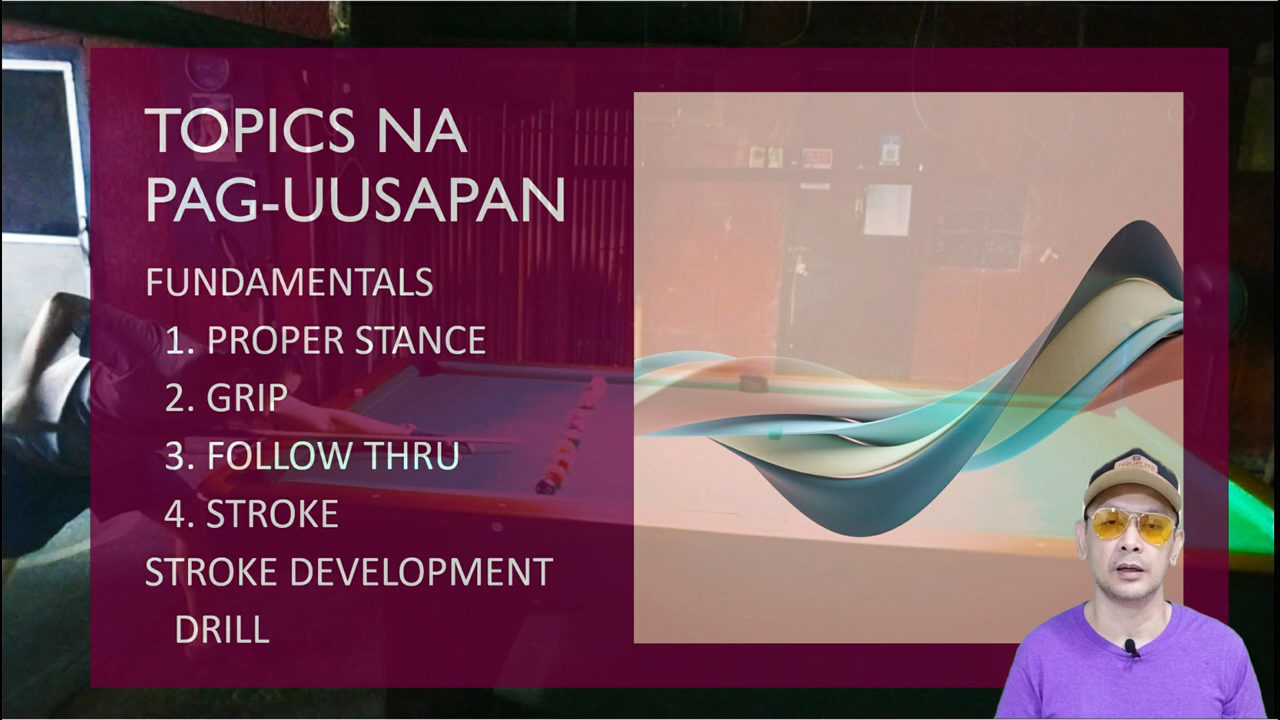 TOPICS NA
PAG-UUSAPAN
FUNDAMENTALS
1. PROPER STANCE
2. GRIP
3. FOLLOW THRU
4. STROKE
STROKE DEVELOPMENT
DRILL